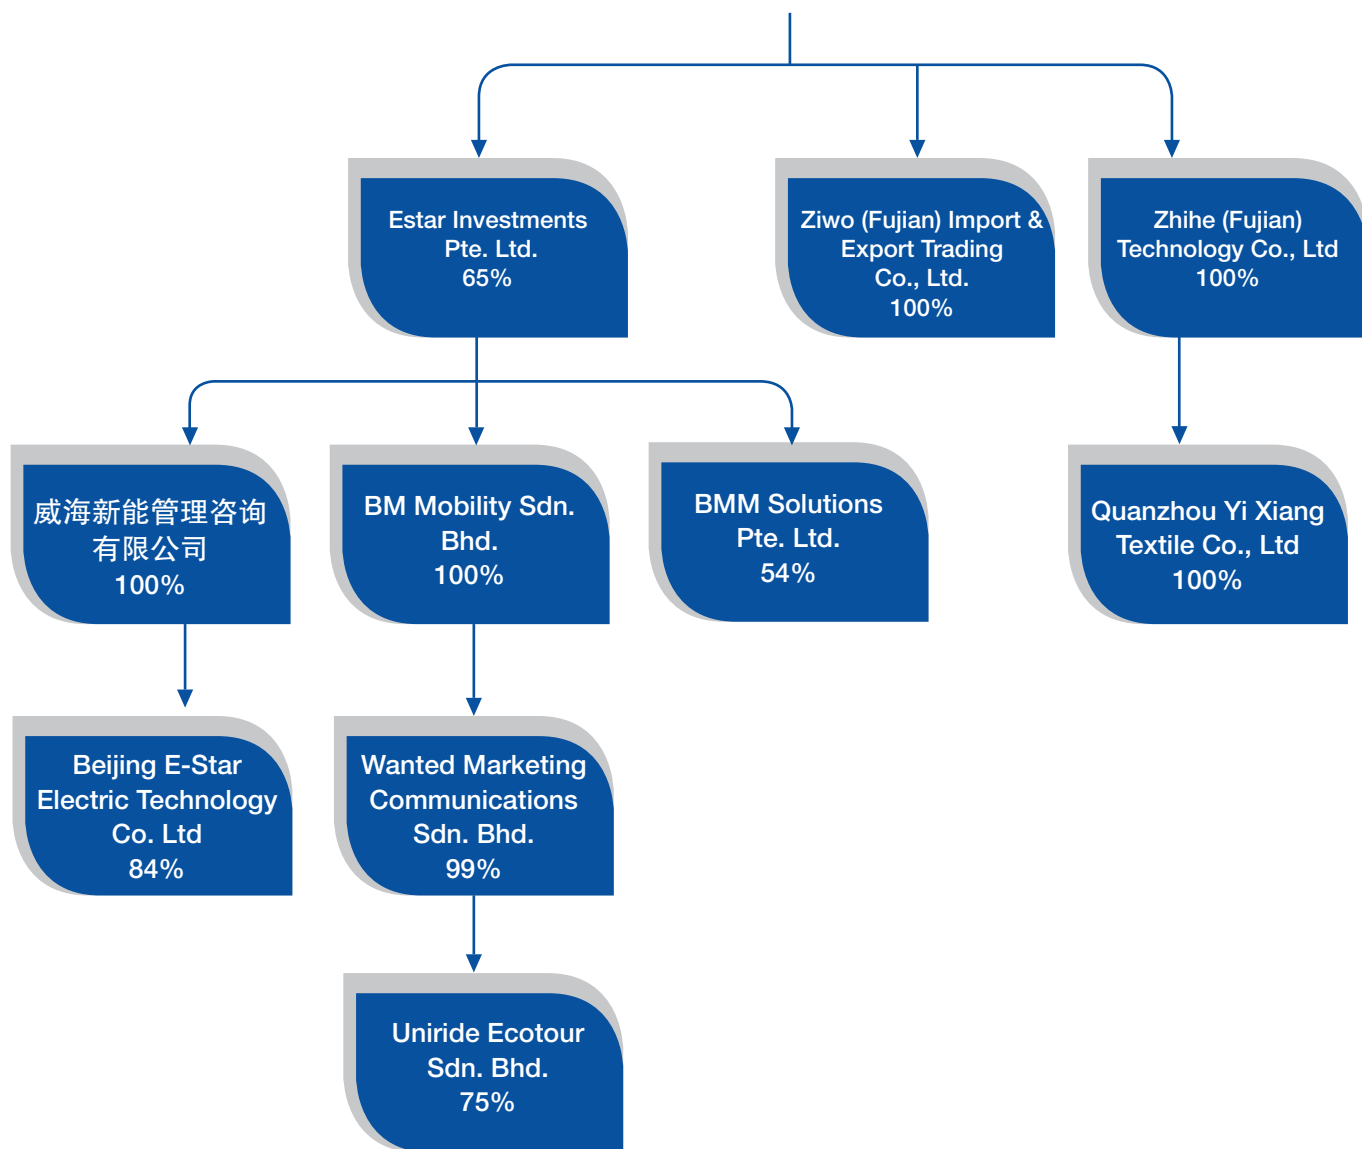 Estar Investments
Pte. Ltd.
65%
Ziwo (Fujian) Import &
Export Trading
Co., Ltd.
100%
Zhihe (Fujian)
Technology Co., Ltd
100%
威海新能管理咨询
有限公司
100%
BM Mobility Sdn.
Bhd.
100%
BMM Solutions
Pte. Ltd.
54%
Quanzhou Yi Xiang
Textile Co., Ltd
100%
Beijing E-Star
Electric Technology
Co. Ltd
84%
Wanted Marketing
Communications
Sdn. Bhd.
99%
Uniride Ecotour
Sdn. Bhd.
75%